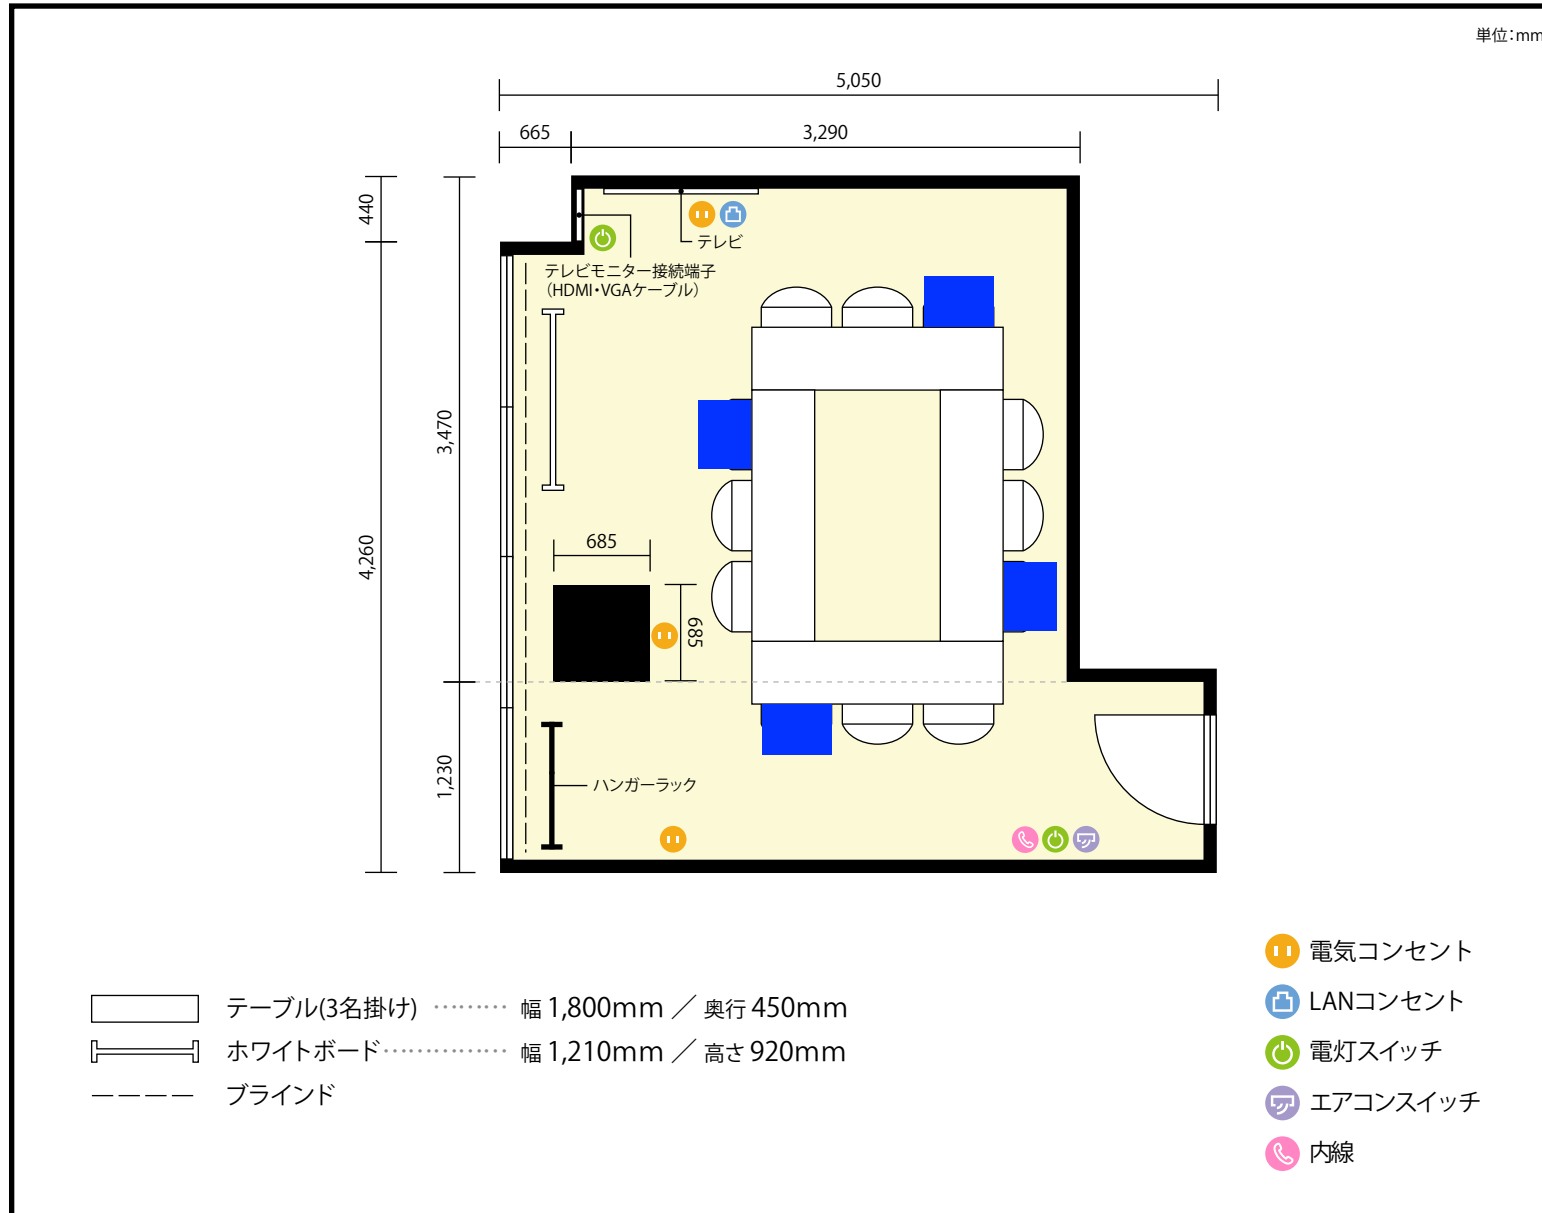 単位：mm
5,050
665
3,290
440
テレビ
テレビモニター接続端子
（HDMI・VGAケーブル）
3,470
4,260
685
685
1,230
ハンガーラック
テーブル(3名掛け) ········ 幅 1,800mm ／ 奥行 450mm
ホワイトボード ·············· 幅 1,210mm ／ 高さ 920mm
ブラインド
電気コンセント
LANコンセント
電灯スイッチ
エアコンスイッチ
内線